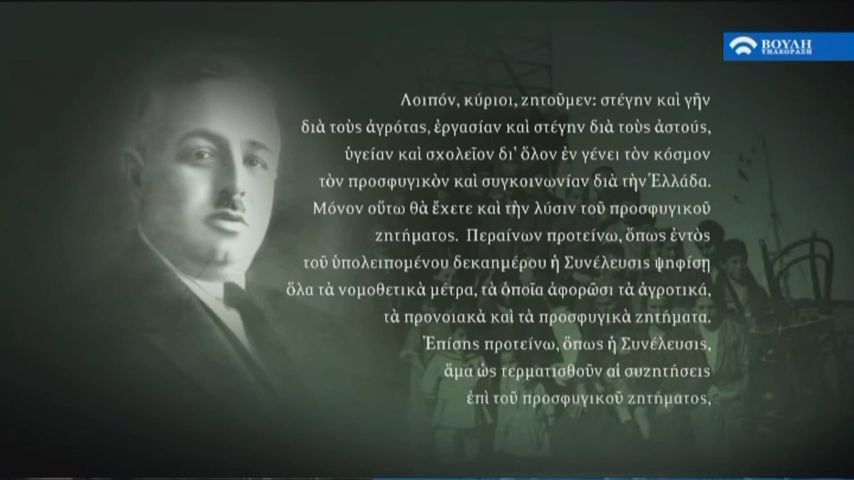 ΒΟΥΛΗ
ΤΗΛΕΟΡΑΣΗ
Λοιπόν, κύριοι, ζητοῦμεν: στέγην καὶ γῆν
διὰ τοὺς ἀγρότας, ἐργασίαν καὶ στέγην διὰ τοὺς ἀστούς,
ὑγείαν καὶ σχολεῖον δι' ὅλον ἐν γένει τὸν κόσμον
τὸν προσφυγικὸν καὶ συγκοινωνίαν διὰ τὴν Ἑλλάδα.
Μόνον οὕτω θὰ ἔχετε καὶ τὴν λύσιν τοῦ προσφυγικοῦ
ζητήματος. Περαίνων προτείνω, ὅπως ἐντὸς
τοῦ ὑπολειπομένου δεκαημέρου ἡ Συνέλευσις ψηφίσῃ
ὅλα τὰ νομοθετικὰ μέτρα, τὰ ὁποῖα ἀφορῶσι τὰ ἀγροτικά,
τὰ προνοιακὰ καὶ τὰ προσφυγικὰ ζητήματα.
Ἐπίσης προτείνω, ὅπως ἡ Συνέλευσις,
ἅμα ὡς τερματισθοῦν αἱ συζητήσεις
ἐπὶ τοῦ προσφυγικοῦ ζητήματος,